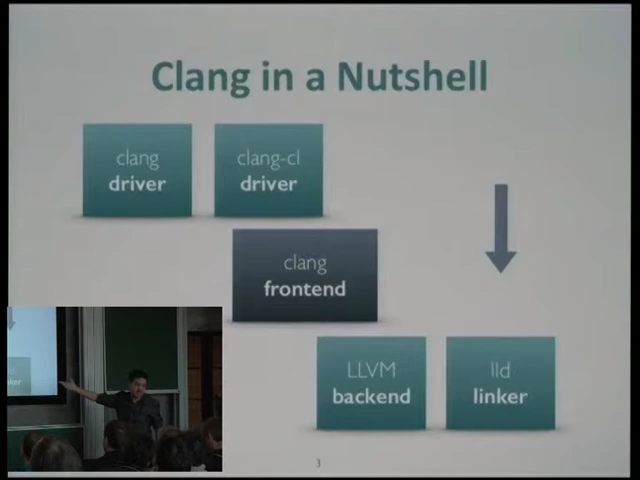 Clang in a Nutshell
clang
driver
clang-cl
driver
clang
frontend
LLVM
backend
lld
linker
3